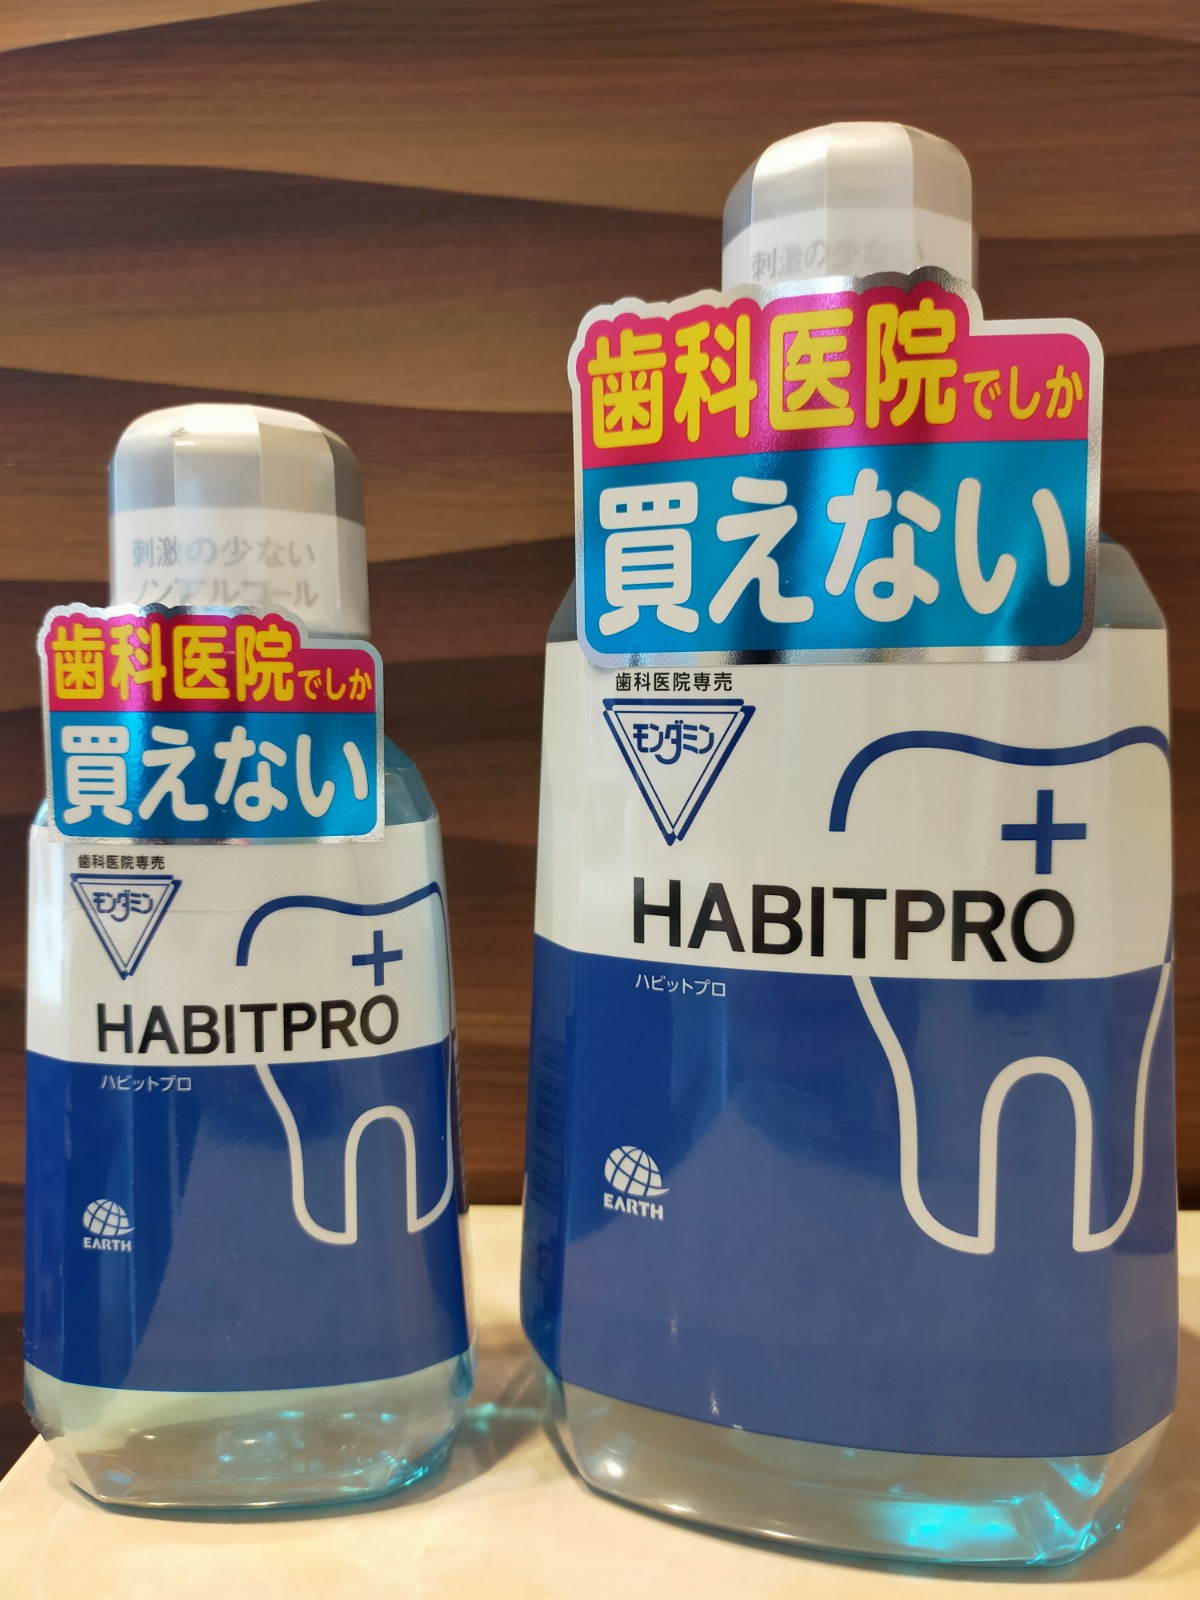 刺激の少ない
ノンアルコール
歯科医院でしか
買えない
歯科医院専売
モンダミン
HABITPRO
ハビットプロ
EARTH
刺激の少ない
歯科医院でしか
買えない
歯科医院専売
モンダミン
HABITPRO
ハビットプロ
EARTH